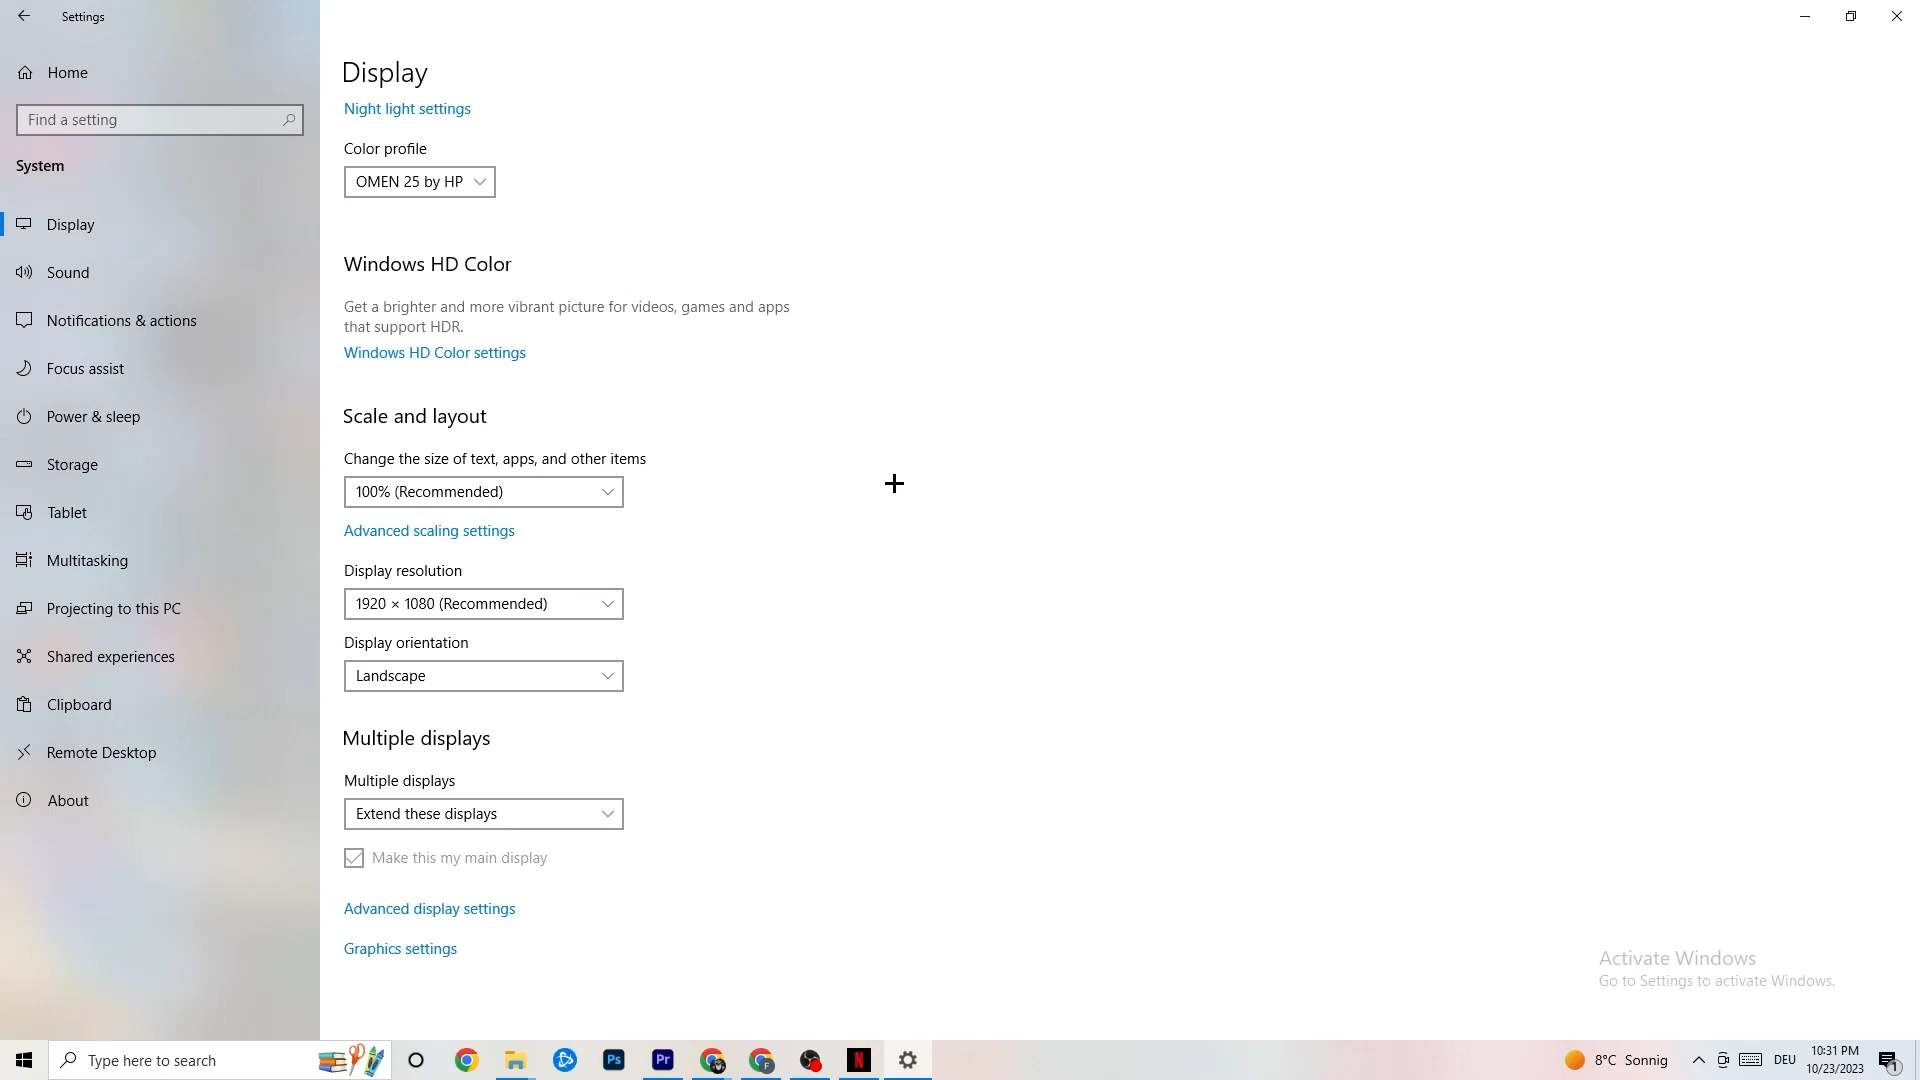 Settings
Home
Find a setting
System
Display
Sound
Notifications & actions
Focus assist
Power & sleep
Storage
Tablet
Multitasking
Projecting to this PC
Shared experiences
Clipboard
Remote Desktop
About
Display
Night light settings
Color profile
OMEN 25 by HP
Windows HD Color
Get a brighter and more vibrant picture for videos, games and apps
that support HDR.
Windows HD Color settings
Scale and layout
Change the size of text, apps, and other items
100% (Recommended)
Advanced scaling settings
Display resolution
1920 × 1080 (Recommended)
Display orientation
Landscape
Multiple displays
Multiple displays
Extend these displays
Make this my main display
Advanced display settings
Graphics settings
Activate Windows
Go to Settings to activate Windows.
Type here to search
Ps
Pr
F
N
8°C Sonnig
DEU
10:31 PM
10/23/2023
1